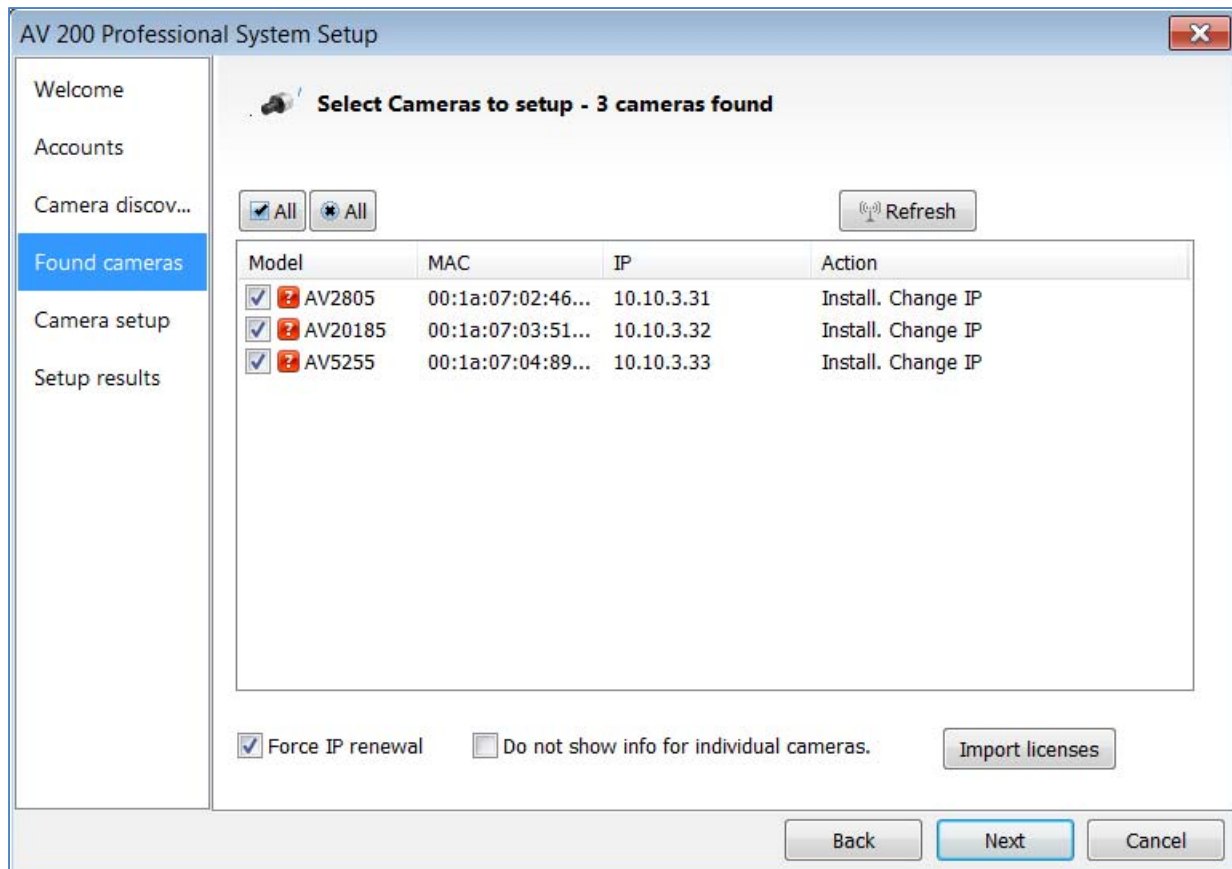 AV 200 Professional System Setup
Welcome
Accounts
Camera discov...
Found cameras
Camera setup
Setup results
Select Cameras to setup - 3 cameras found
All All Refresh
Model MAC IP Action
AV2805 00:1a:07:02:46... 10.10.3.31 Install. Change IP
AV20185 00:1a:07:03:51... 10.10.3.32 Install. Change IP
AV5255 00:1a:07:04:89... 10.10.3.33 Install. Change IP
Force IP renewal Do not show info for individual cameras. Import licenses
Back Next Cancel